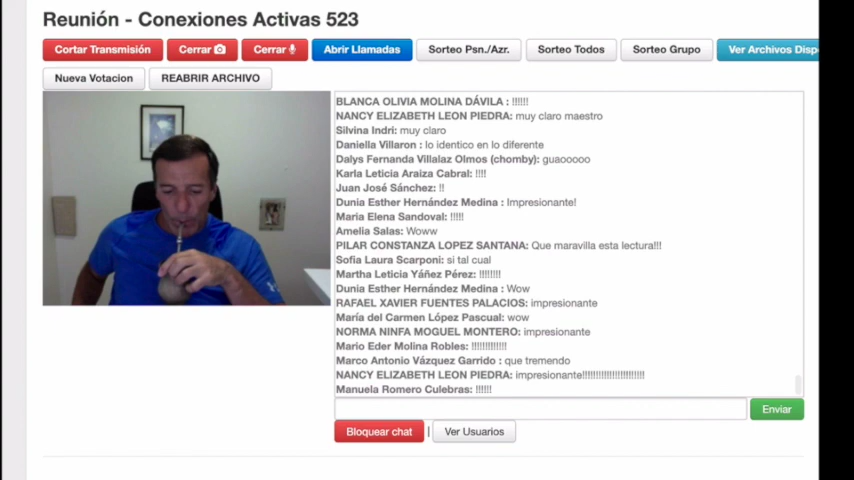 Reunión - Conexiones Activas 523
Cortar Transmisión Cerrar Cerrar Abrir Llamadas Sorteo Psn./Azr. Sorteo Todos Sorteo Grupo Ver Archivos Disp
Nueva Votacion REABRIR ARCHIVO
BLANCA OLIVIA MOLINA DÁVILA : !!!!!!
NANCY ELIZABETH LEON PIEDRA: muy claro maestro
Silvina Indri: muy claro
Daniella Villaron : lo identico en lo diferente
Dalys Fernanda Villalaz Olmos (chomby): guaooooo
Karla Leticia Araiza Cabral: !!!!
Juan José Sánchez: !!
Dunia Esther Hernández Medina : Impresionante!
Maria Elena Sandoval: !!!!!
Amelia Salas: Woww
PILAR CONSTANZA LOPEZ SANTANA: Que maravilla esta lectura!!!
Sofia Laura Scarponi: si tal cual
Martha Leticia Yáñez Pérez: !!!!!!!!
Dunia Esther Hernández Medina : Wow
RAFAEL XAVIER FUENTES PALACIOS: impresionante
María del Carmen López Pascual: wow
NORMA NINFA MOGUEL MONTERO: impresionante
Mario Eder Molina Robles: !!!!!!!!!!!!!
Marco Antonio Vázquez Garrido : que tremendo
NANCY ELIZABETH LEON PIEDRA: impresionante!!!!!!!!!!!!!!!!!!!!!!!
Manuela Romero Culebras: !!!!!!
Enviar
Bloquear chat | Ver Usuarios